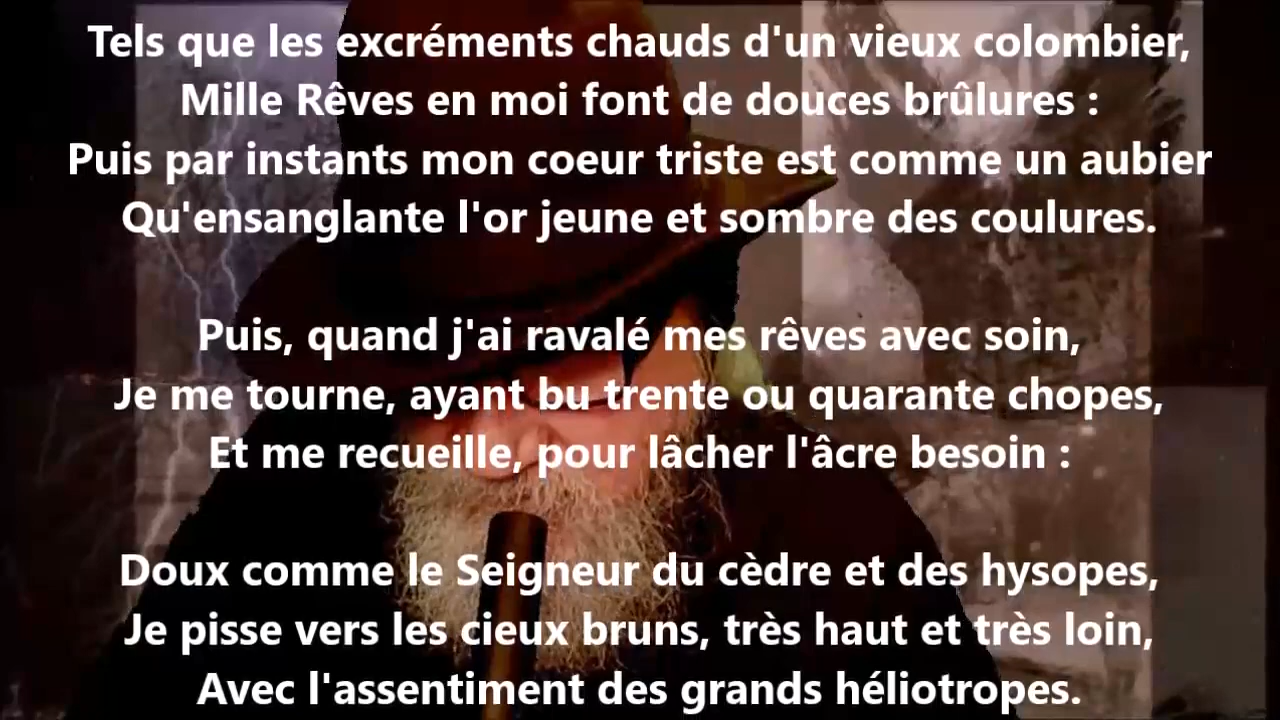 Tels que les excréments chauds d'un vieux colombier,
Mille Rêves en moi font de douces brûlures :
Puis par instants mon coeur triste est comme un aubier
Qu'ensanglante l'or jeune et sombre des coulures.
Puis, quand j'ai ravalé mes rêves avec soin,
Je me tourne, ayant bu trente ou quarante chopes,
Et me recueille, pour lâcher l'âcre besoin :
Doux comme le Seigneur du cèdre et des hysopes,
Je pisse vers les cieux bruns, très haut et très loin,
Avec l'assentiment des grands héliotropes.